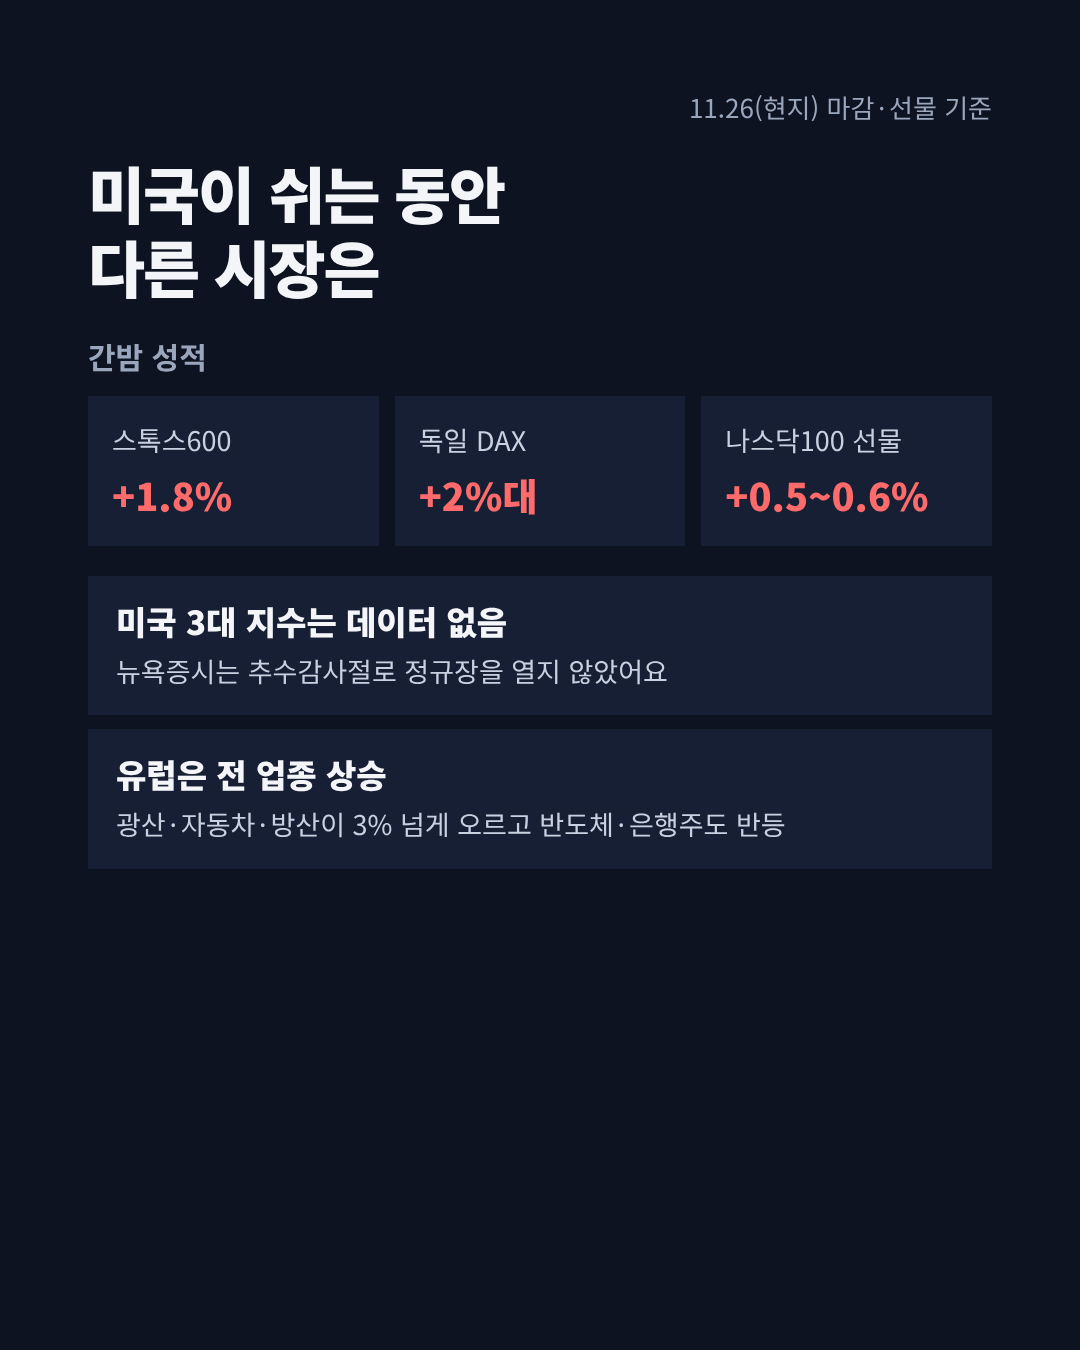 11.26(현지) 마감·선물 기준
미국이 쉬는 동안
다른 시장은
간밤 성적
스톡스600
+1.8%
독일 DAX
+2%대
나스닥100 선물
+0.5~0.6%
미국 3대 지수는 데이터 없음
뉴욕증시는 추수감사절로 정규장을 열지 않았어요
유럽은 전 업종 상승
광산·자동차·방산이 3% 넘게 오르고 반도체·은행주도 반등